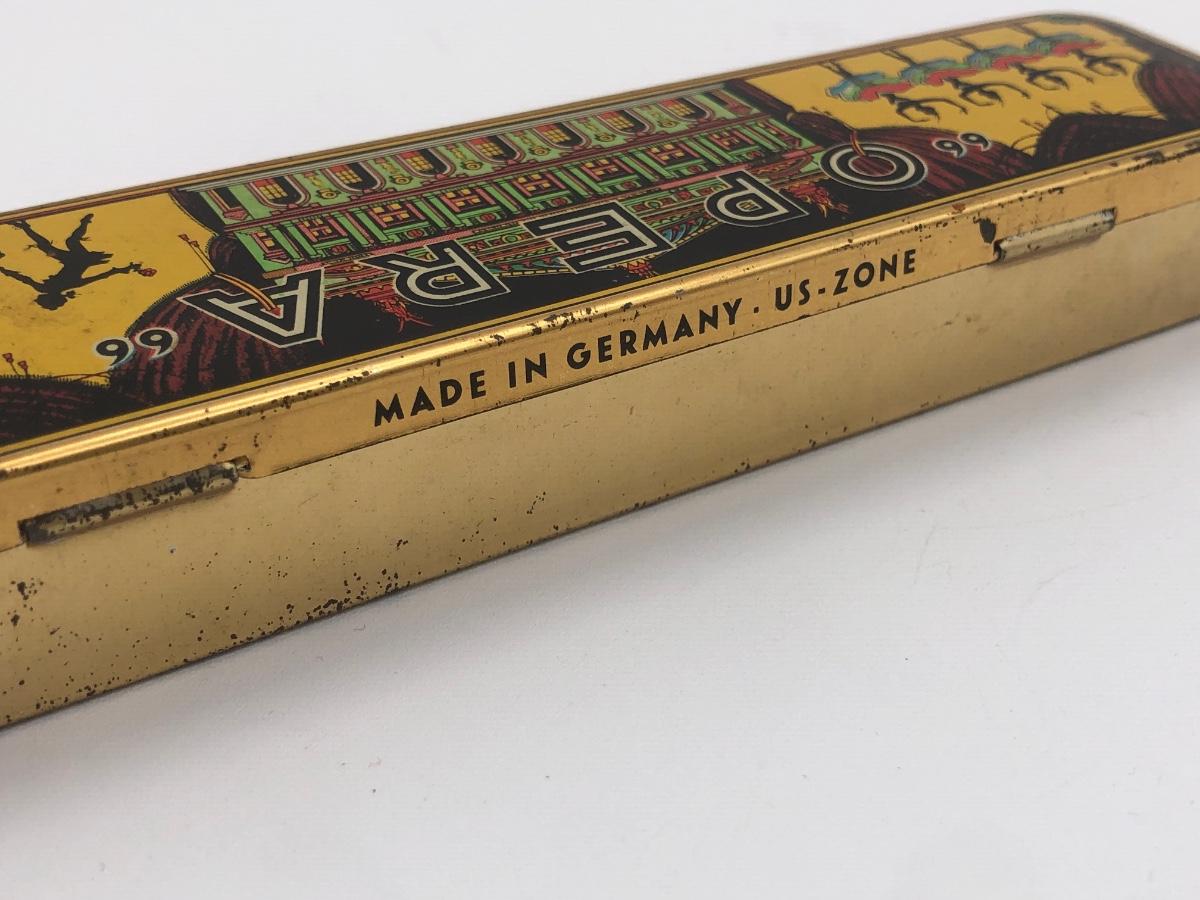 „OPERA“
MADE IN GERMANY · US-ZONE